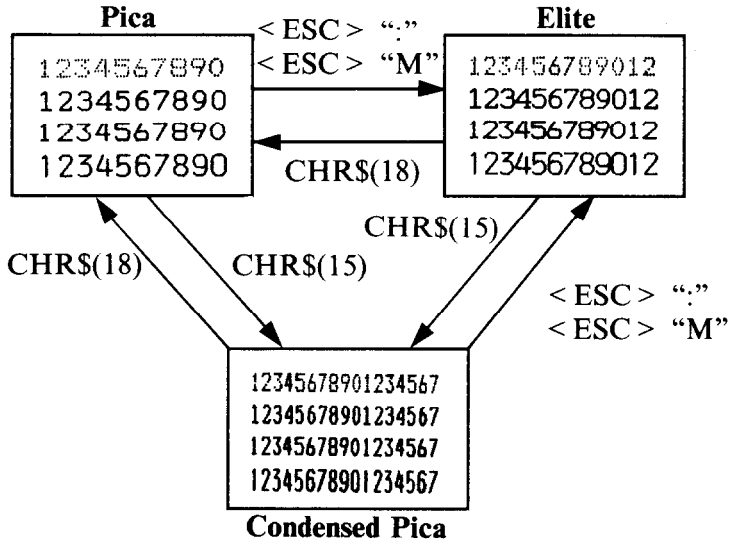 Pica
1234567890
1234567890
1234567890
1234567890
< ESC > “:”
< ESC > “M”
CHR$(18)
Elite
123456789012
123456789012
123456789012
123456789012
CHR$(18)
CHR$(15)
CHR$(15)
< ESC > “:”
< ESC > “M”
12345678901234567
12345678901234567
12345678901234567
12345678901234567
Condensed Pica